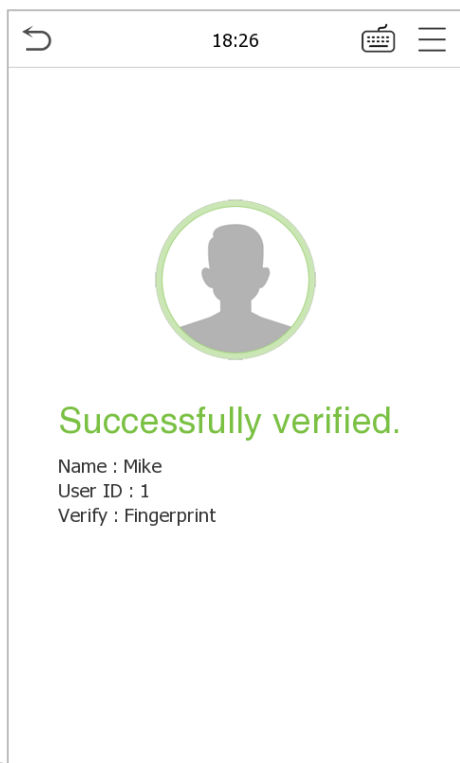 18:26
Successfully verified.
Name : Mike
User ID : 1
Verify : Fingerprint